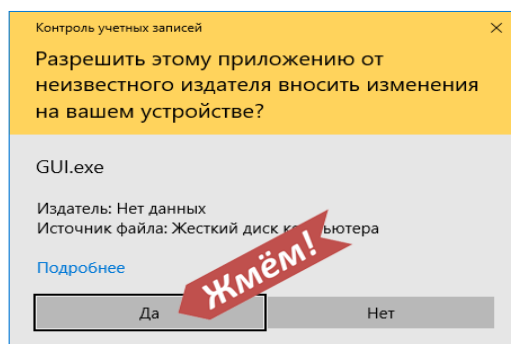 Контроль учетных записей
Разрешить этому приложению от
неизвестного издателя вносить изменения
на вашем устройстве?
GUI.exe
Издатель: Нет данных
Источник файла: Жесткий диск компьютера
Подробнее
Жмём!
Да
Нет